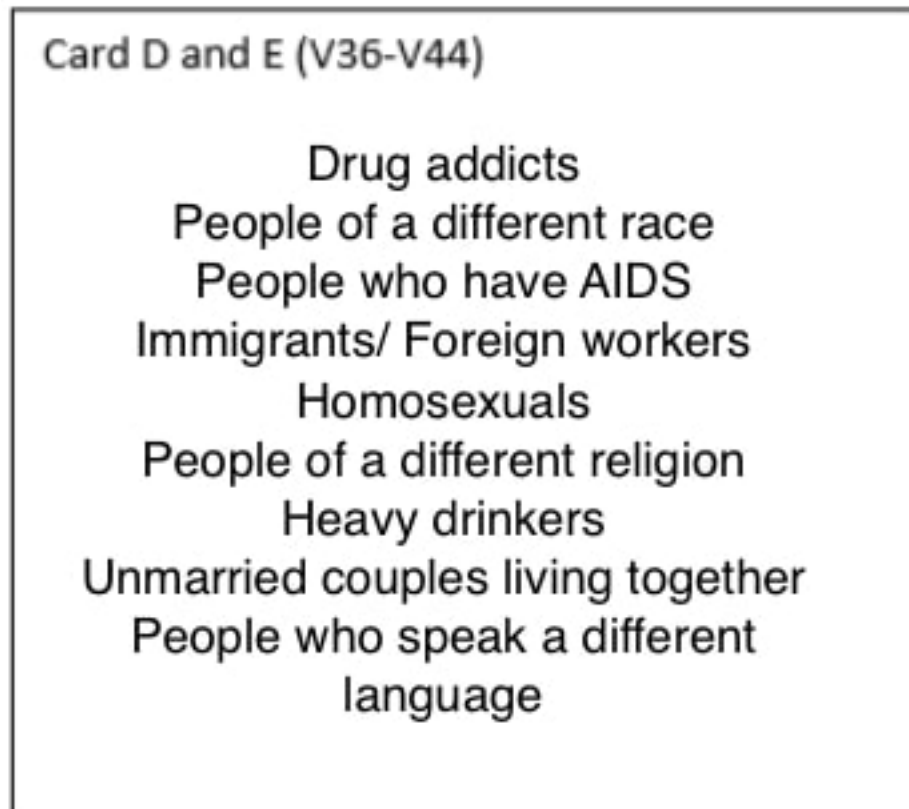 Card D and E (V36-V44)
Drug addicts
People of a different race
People who have AIDS
Immigrants/ Foreign workers
Homosexuals
People of a different religion
Heavy drinkers
Unmarried couples living together
People who speak a different
language